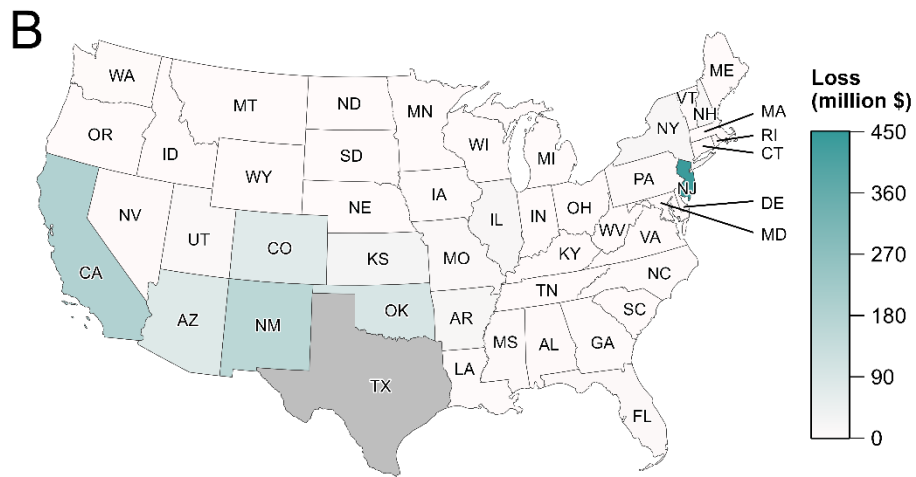 B
WA
MT
ND
MN
ME
VT
NH
MA
RI
CT
OR
ID
SD
WI
MI
NY
WY
IA
PA
NJ
DE
MD
NV
NE
IL
IN
OH
UT
CO
KS
MO
WV
VA
KY
CA
NC
TN
AZ
NM
OK
AR
SC
MS
AL
GA
LA
TX
FL
Loss
(million $)
450
360
270
180
90
0